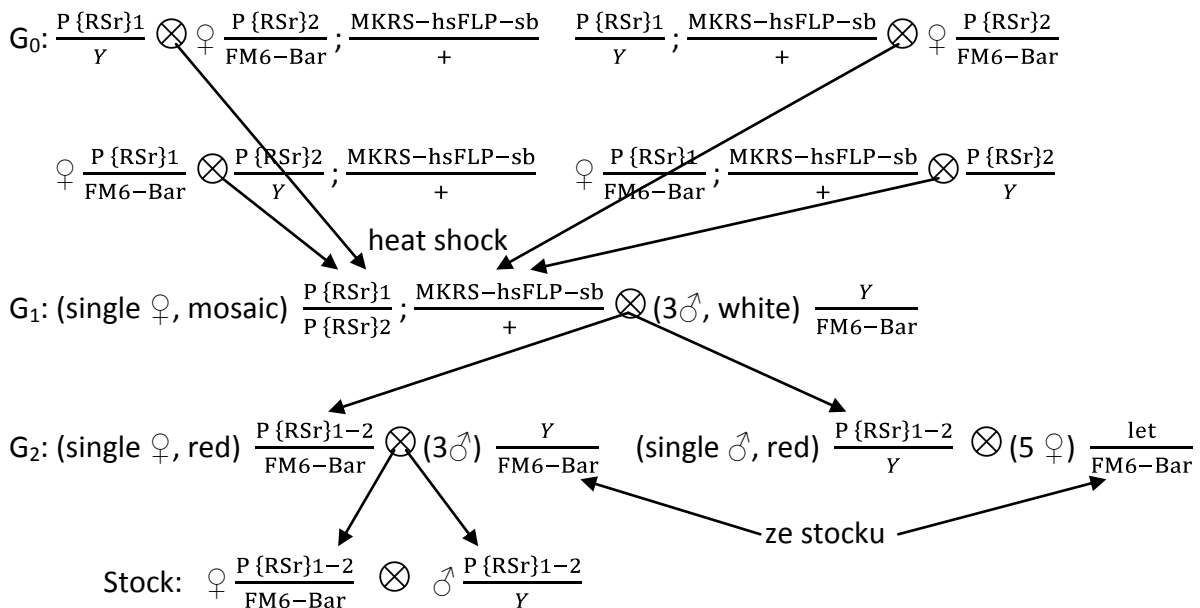 G₀: P {RSr}1/Y ⊗ ♀ P {RSr}2/FM6−Bar ; MKRS−hsFLP−sb/+ P {RSr}1/Y ; MKRS−hsFLP−sb/+ ⊗ ♀ P {RSr}2/FM6−Bar
♀ P {RSr}1/FM6−Bar ⊗ P {RSr}2/Y ; MKRS−hsFLP−sb/+ ♀ P {RSr}1/FM6−Bar ; MKRS−hsFLP−sb/+ ⊗ P {RSr}2/Y
heat shock
G₁: (single ♀, mosaic) P {RSr}1/P {RSr}2 ; MKRS−hsFLP−sb/+ ⊗ (3♂, white) Y/FM6−Bar
G₂: (single ♀, red) P {RSr}1−2/FM6−Bar ⊗ (3♂) Y/FM6−Bar (single ♂, red) P {RSr}1−2/Y ⊗ (5 ♀) let/FM6−Bar
ze stocku
Stock: ♀ P {RSr}1−2/FM6−Bar ⊗ ♂ P {RSr}1−2/Y